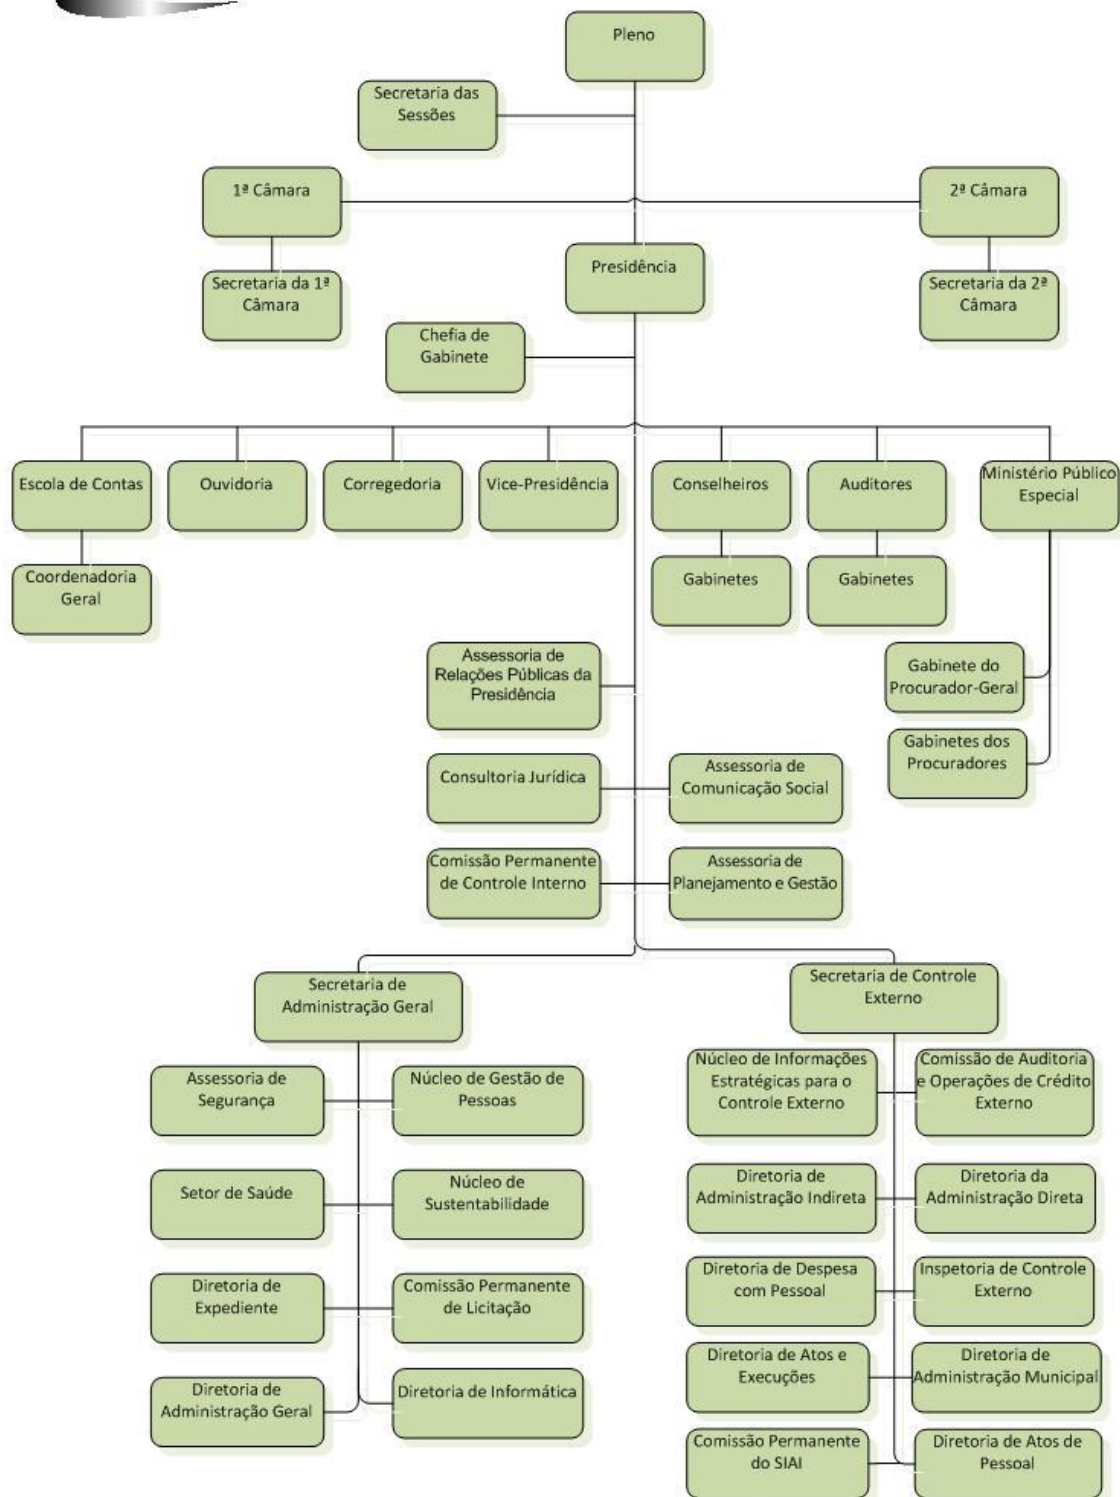 Pleno
Secretaria das
Sessões
1ª Câmara
2ª Câmara
Presidência
Secretaria da 1ª
Câmara
Secretaria da 2ª
Câmara
Chefia de
Gabinete
Escola de Contas
Ouvidoria
Corregedoria
Vice-Presidência
Conselheiros
Auditores
Ministério Público
Especial
Coordenadoria
Geral
Gabinetes
Gabinetes
Assessoria de
Relações Públicas da
Presidência
Gabinete do
Procurador-Geral
Gabinetes dos
Procuradores
Consultoria Jurídica
Assessoria de
Comunicação Social
Comissão Permanente
de Controle Interno
Assessoria de
Planejamento e Gestão
Secretaria de
Administração Geral
Secretaria de Controle
Externo
Assessoria de
Segurança
Núcleo de Gestão de
Pessoas
Setor de Saúde
Núcleo de
Sustentabilidade
Diretoria de
Expediente
Comissão Permanente
de Licitação
Diretoria de
Administração Geral
Diretoria de Informática
Núcleo de Informações
Estratégicas para o
Controle Externo
Comissão de Auditoria
e Operações de Crédito
Externo
Diretoria de
Administração Indireta
Diretoria da
Administração Direta
Diretoria de Despesa
com Pessoal
Inspetoria de Controle
Externo
Diretoria de Atos e
Execuções
Diretoria de
Administração Municipal
Comissão Permanente
do SIAI
Diretoria de Atos de
Pessoal